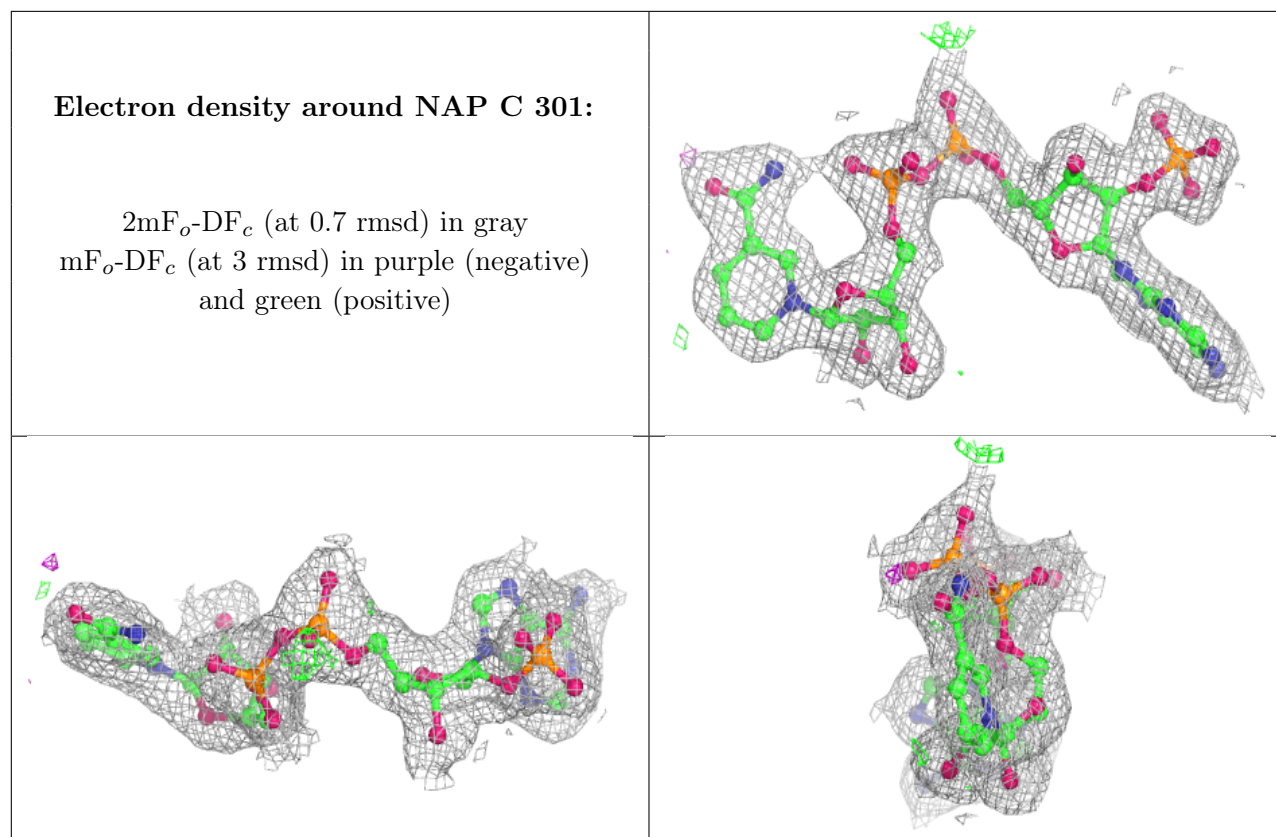 Electron density around NAP C 301:
2mFₒ-DF𝒸 (at 0.7 rmsd) in gray
mFₒ-DF𝒸 (at 3 rmsd) in purple (negative)
and green (positive)